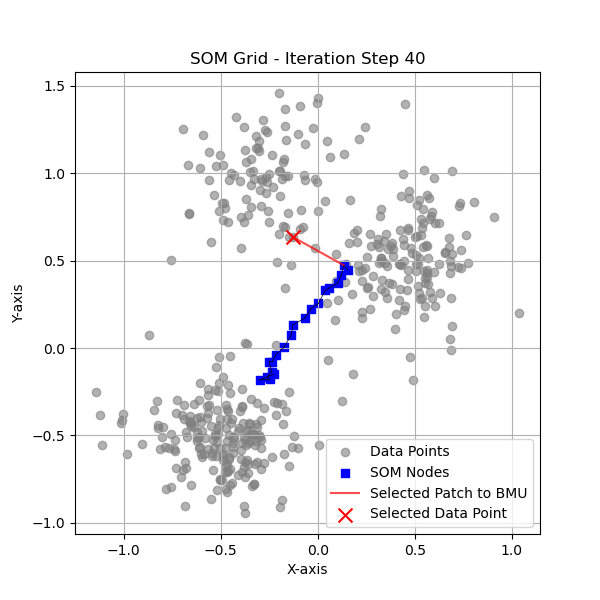 SOM Grid - Iteration Step 40
1.5
1.0
0.5
0.0
−0.5
−1.0
Y-axis
−1.0
−0.5
0.0
0.5
1.0
X-axis
Data Points
SOM Nodes
Selected Patch to BMU
Selected Data Point